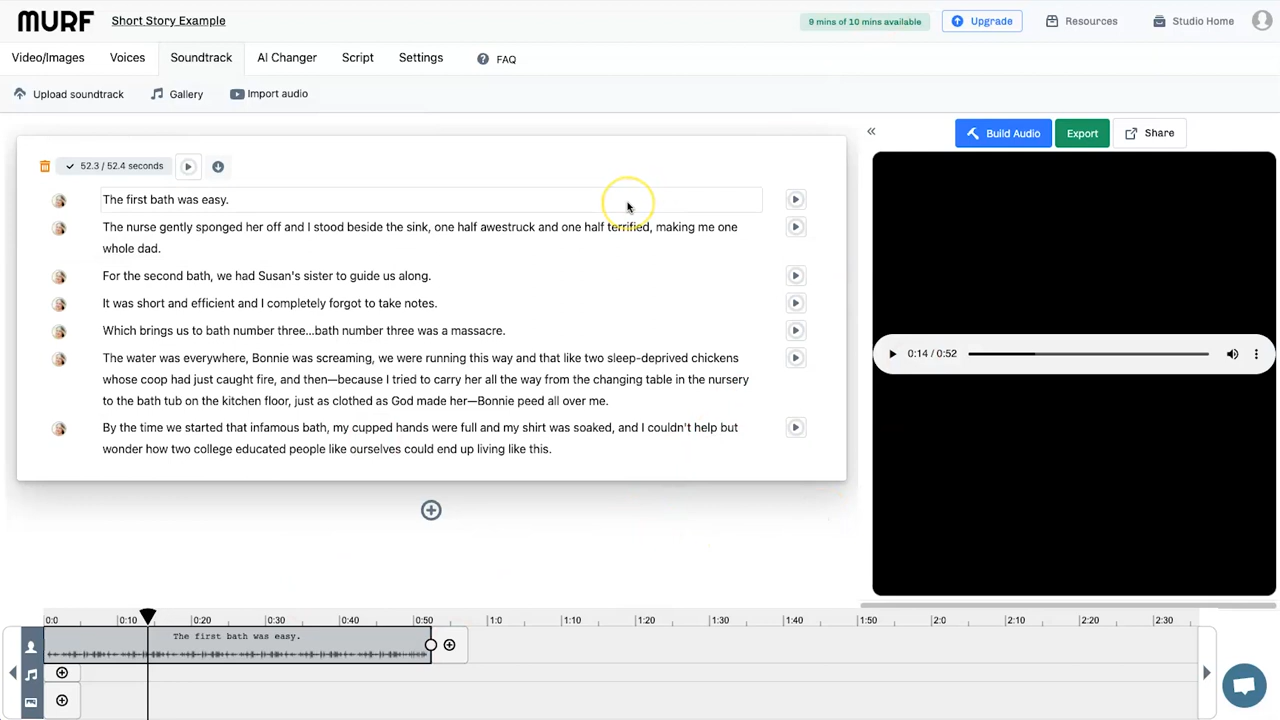 MURF
Short Story Example
9 mins of 10 mins available
Upgrade
Resources
Studio Home
Video/Images
Voices
Soundtrack
AI Changer
Script
Settings
FAQ
Upload soundtrack
Gallery
Import audio
Build Audio
Export
Share
52.3 / 52.4 seconds
The first bath was easy.
The nurse gently sponged her off and I stood beside the sink, one half awestruck and one half terrified, making me one
whole dad.
For the second bath, we had Susan's sister to guide us along.
It was short and efficient and I completely forgot to take notes.
Which brings us to bath number three...bath number three was a massacre.
The water was everywhere, Bonnie was screaming, we were running this way and that like two sleep-deprived chickens
whose coop had just caught fire, and then—because I tried to carry her all the way from the changing table in the nursery
to the bath tub on the kitchen floor, just as clothed as God made her—Bonnie peed all over me.
By the time we started that infamous bath, my cupped hands were full and my shirt was soaked, and I couldn't help but
wonder how two college educated people like ourselves could end up living like this.
0:14 / 0:52
0:0 0:10 0:20 0:30 0:40 0:50 1:0 1:10 1:20 1:30 1:40 1:50 2:0 2:10 2:20 2:30
The first bath was easy.